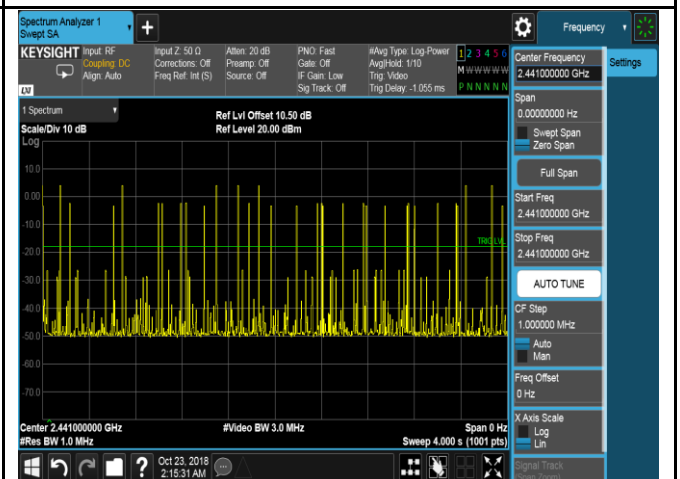 Spectrum Analyzer 1
Swept SA
+
Frequency
KEYSIGHT
Input: RF
Coupling: DC
Align: Auto
Input Z: 50 Ω
Corrections: Off
Freq Ref: Int (S)
Atten: 20 dB
Preamp: Off
Source: Off
PNO: Fast
Gate: Off
IF Gain: Low
Sig Track: Off
#Avg Type: Log-Power
Avg|Hold: 1/10
Trig: Video
Trig Delay: -1.055 ms
1 2 3 4 5 6
M W W W W W
P N N N N N
LXI
1 Spectrum
Scale/Div 10 dB
Ref Lvl Offset 10.50 dB
Ref Level 20.00 dBm
Log
10.0
0.00
-10.0
-20.0
-30.0
-40.0
-50.0
-60.0
-70.0
TRIG LVL
Center 2.441000000 GHz
#Res BW 1.0 MHz
#Video BW 3.0 MHz
Span 0 Hz
Sweep 4.000 s (1001 pts)
?
Oct 23, 2018
2:15:31 AM
Center Frequency
2.441000000 GHz
Settings
Span
0.00000000 Hz
Swept Span
Zero Span
Full Span
Start Freq
2.441000000 GHz
Stop Freq
2.441000000 GHz
AUTO TUNE
CF Step
1.000000 MHz
Auto
Man
Freq Offset
0 Hz
X Axis Scale
Log
Lin
Signal Track
(Span Zoom)